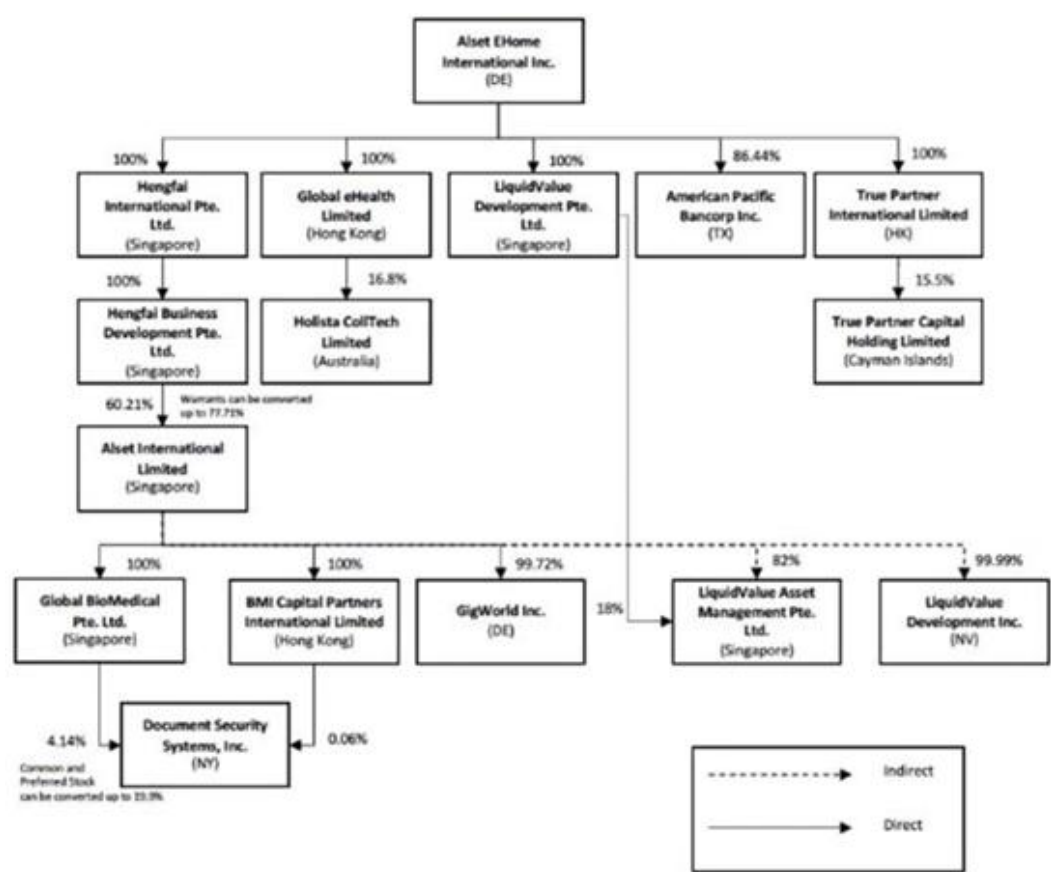 Alset EHome
International Inc.
(DE)
100%
100%
100%
86.44%
100%
Hengfai
International Pte.
Ltd.
(Singapore)
Global eHealth
Limited
(Hong Kong)
LiquidValue
Development Pte.
Ltd.
(Singapore)
American Pacific
Bancorp Inc.
(TX)
True Partner
International Limited
(HK)
100%
16.8%
15.5%
Hengfai Business
Development Pte.
Ltd.
(Singapore)
Holista CollTech
Limited
(Australia)
True Partner Capital
Holding Limited
(Cayman Islands)
60.21%
Warrants can be converted
up to 77.71%
Alset International
Limited
(Singapore)
100%
100%
99.72%
82%
99.99%
Global BioMedical
Pte. Ltd.
(Singapore)
BMI Capital Partners
International Limited
(Hong Kong)
GigWorld Inc.
(DE)
18%
LiquidValue Asset
Management Pte.
Ltd.
(Singapore)
LiquidValue
Development Inc.
(NV)
4.14%
Document Security
Systems, Inc.
(NY)
0.06%
Common and
Preferred Stock
can be converted up to 19.9%
Indirect
Direct